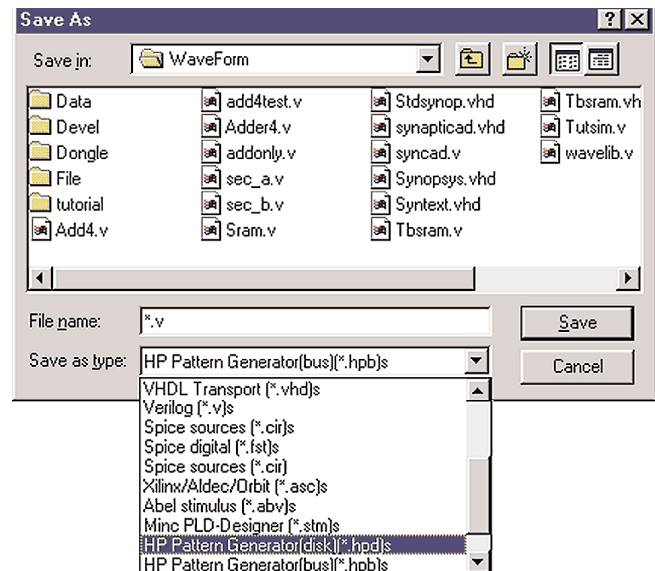 Save As
Save in: WaveForm
Data
Devel
Dongle
File
tutorial
Add4.v
add4test.v
Adder4.v
addonly.v
sec_a.v
sec_b.v
Sram.v
Stdsynop.vhd
synapticad.vhd
syncad.v
Synopsys.vhd
Syntext.vhd
Tbsram.v
Tbsram.vh
Tutsim.v
wavelib.v
File name: *.v
Save
Save as type: HP Pattern Generator(bus)(*.hpb)s
Cancel
VHDL Transport (*.vhd)s
Verilog (*.v)s
Spice sources (*.cir)s
Spice digital (*.fst)s
Spice sources (*.cir)
Xilinx/Aldec/Orbit (*.asc)s
Abel stimulus (*.abv)s
Minc PLD-Designer (*.stm)s
HP Pattern Generator(disk)(*.hpd)s
HP Pattern Generator(bus)(*.hpb)s